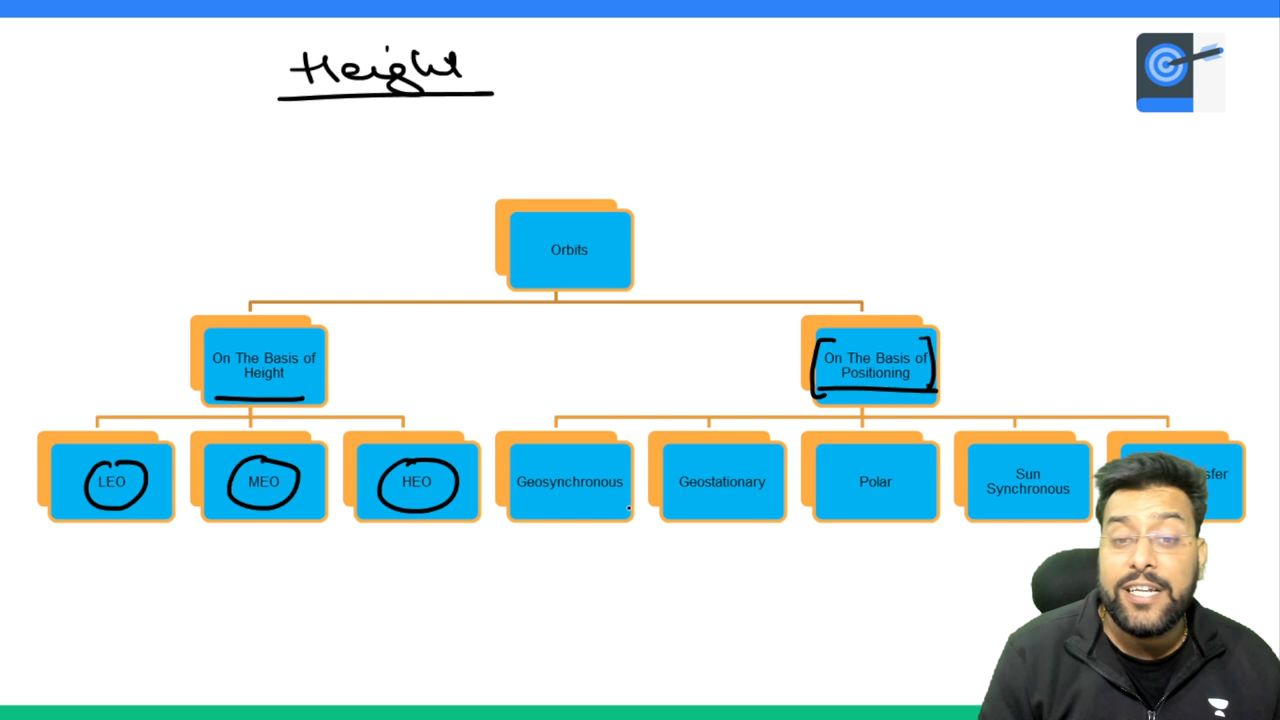 Height
Orbits
On The Basis of
Height
On The Basis of
Positioning
LEO
MEO
HEO
Geosynchronous
Geostationary
Polar
Sun
Synchronous